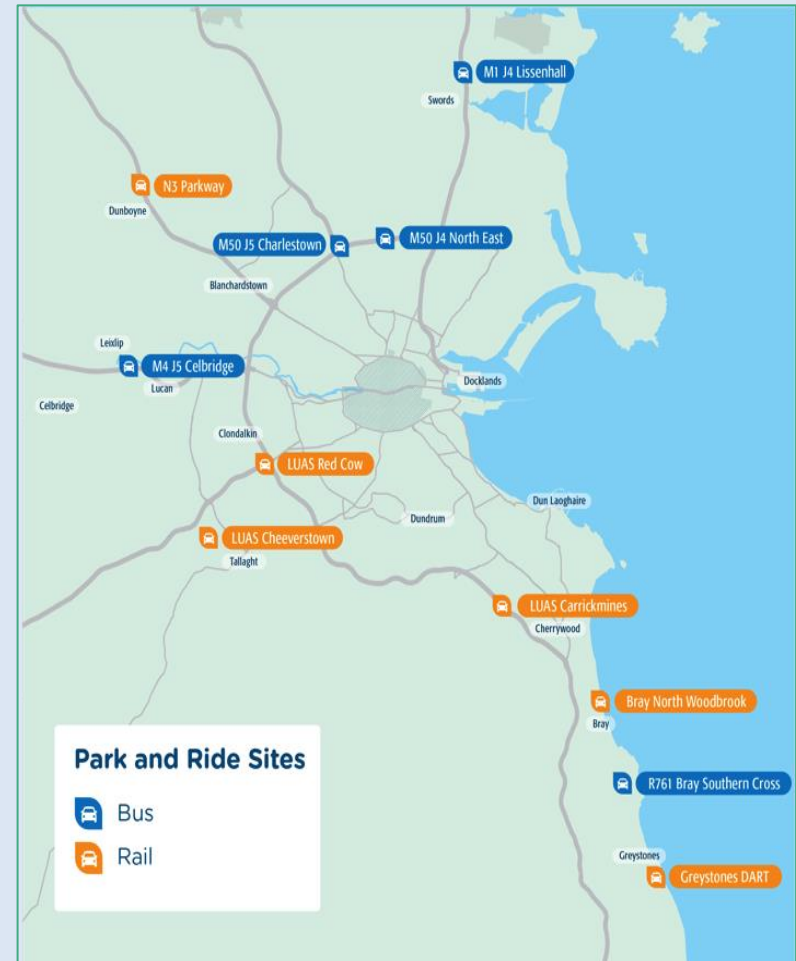 M1 J4 Lissenhall
Swords
N3 Parkway
Dunboyne
M50 J5 Charlestown
M50 J4 North East
Blanchardstown
Leixlip
M4 J5 Celbridge
Lucan
Docklands
Celbridge
Clondalkin
LUAS Red Cow
Dun Laoghaire
Dundrum
LUAS Cheeverstown
Tallaght
LUAS Carrickmines
Cherrywood
Bray North Woodbrook
Bray
Park and Ride Sites
Bus
Rail
R761 Bray Southern Cross
Greystones
Greystones DART